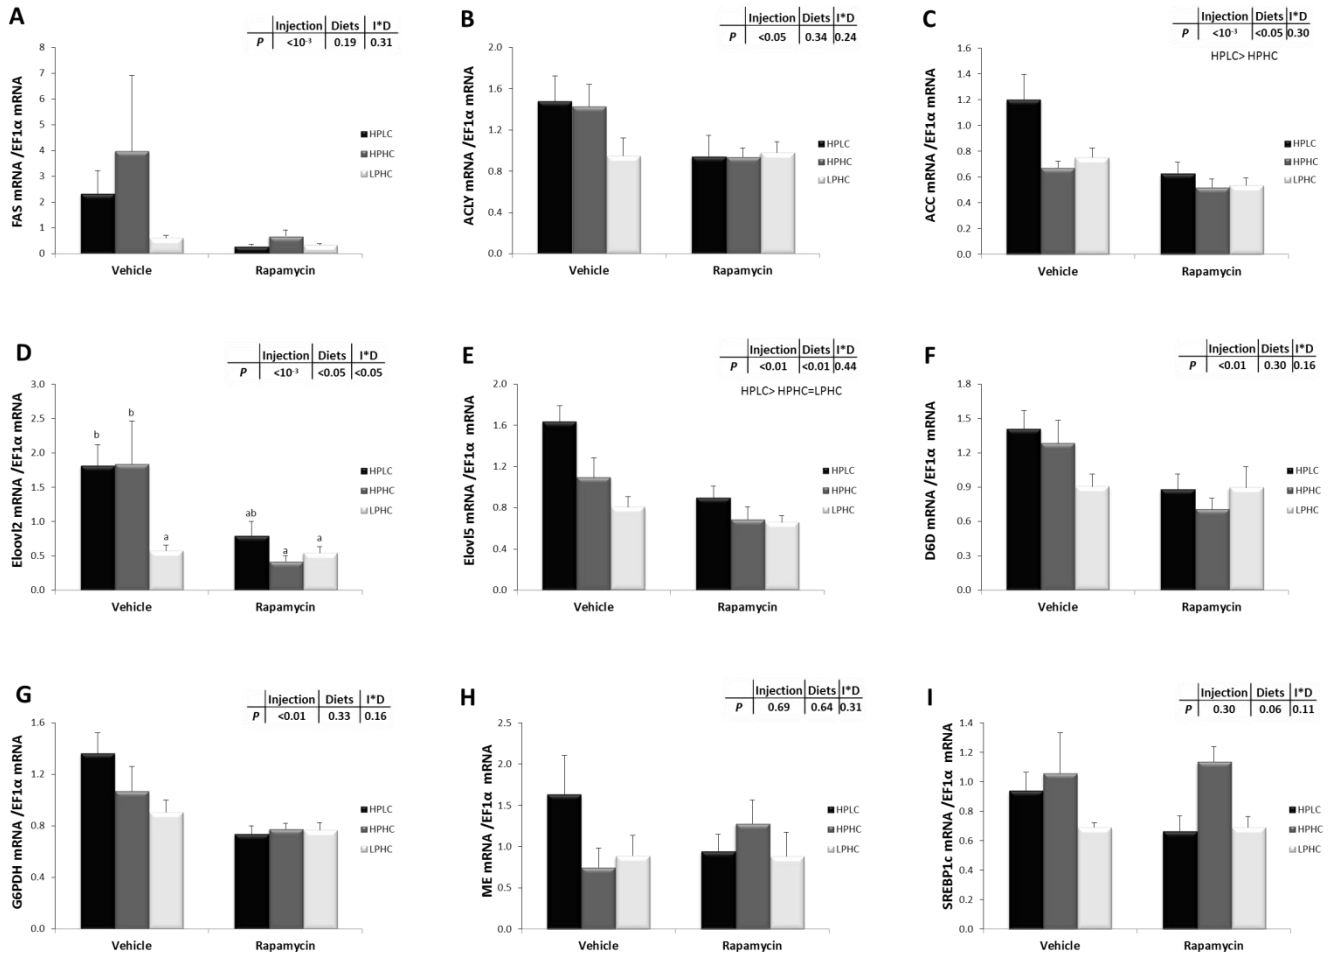 A
Injection Diets I*D
P <10⁻³ 0.19 0.31
FAS mRNA /EF1α mRNA
8
7
6
5
4
3
2
1
0
HPLC
HPHC
LPHC
Vehicle Rapamycin
B
Injection Diets I*D
P <0.05 0.34 0.24
ACLY mRNA /EF1α mRNA
2.0
1.6
1.2
0.8
0.4
0.0
HPLC
HPHC
LPHC
Vehicle Rapamycin
C
Injection Diets I*D
P <10⁻³ <0.05 0.30
HPLC> HPHC
ACC mRNA /EF1α mRNA
1.6
1.4
1.2
1.0
0.8
0.6
0.4
0.2
0.0
HPLC
HPHC
LPHC
Vehicle Rapamycin
D
Injection Diets I*D
P <10⁻³ <0.05 <0.05
Eloovl2 mRNA /EF1α mRNA
3.0
2.5
2.0
1.5
1.0
0.5
0.0
b b a ab a a
HPLC
HPHC
LPHC
Vehicle Rapamycin
E
Injection Diets I*D
P <0.01 <0.01 0.44
HPLC> HPHC=LPHC
Elovl5 mRNA /EF1α mRNA
2.0
1.6
1.2
0.8
0.4
0.0
HPLC
HPHC
LPHC
Vehicle Rapamycin
F
Injection Diets I*D
P <0.01 0.30 0.16
D6D mRNA /EF1α mRNA
1.8
1.5
1.2
0.9
0.6
0.3
0.0
HPLC
HPHC
LPHC
Vehicle Rapamycin
G
Injection Diets I*D
P <0.01 0.33 0.16
G6PDH mRNA /EF1α mRNA
1.6
1.2
0.8
0.4
0.0
HPLC
HPHC
LPHC
Vehicle Rapamycin
H
Injection Diets I*D
P 0.69 0.64 0.31
ME mRNA /EF1α mRNA
2.5
2.0
1.5
1.0
0.5
0.0
HPLC
HPHC
LPHC
Vehicle Rapamycin
I
Injection Diets I*D
P 0.30 0.06 0.11
SREBP1c mRNA /EF1α mRNA
1.4
1.2
1.0
0.8
0.6
0.4
0.2
0.0
HPLC
HPHC
LPHC
Vehicle Rapamycin